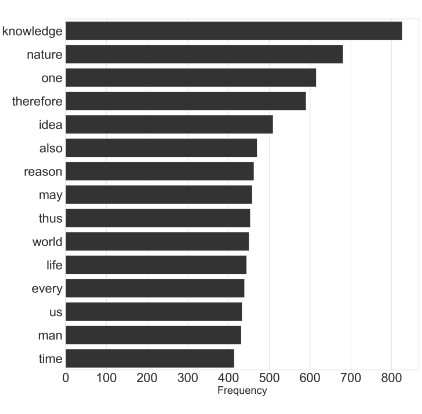 knowledge
nature
one
therefore
idea
also
reason
may
thus
world
life
every
us
man
time
0 100 200 300 400 500 600 700 800
Frequency